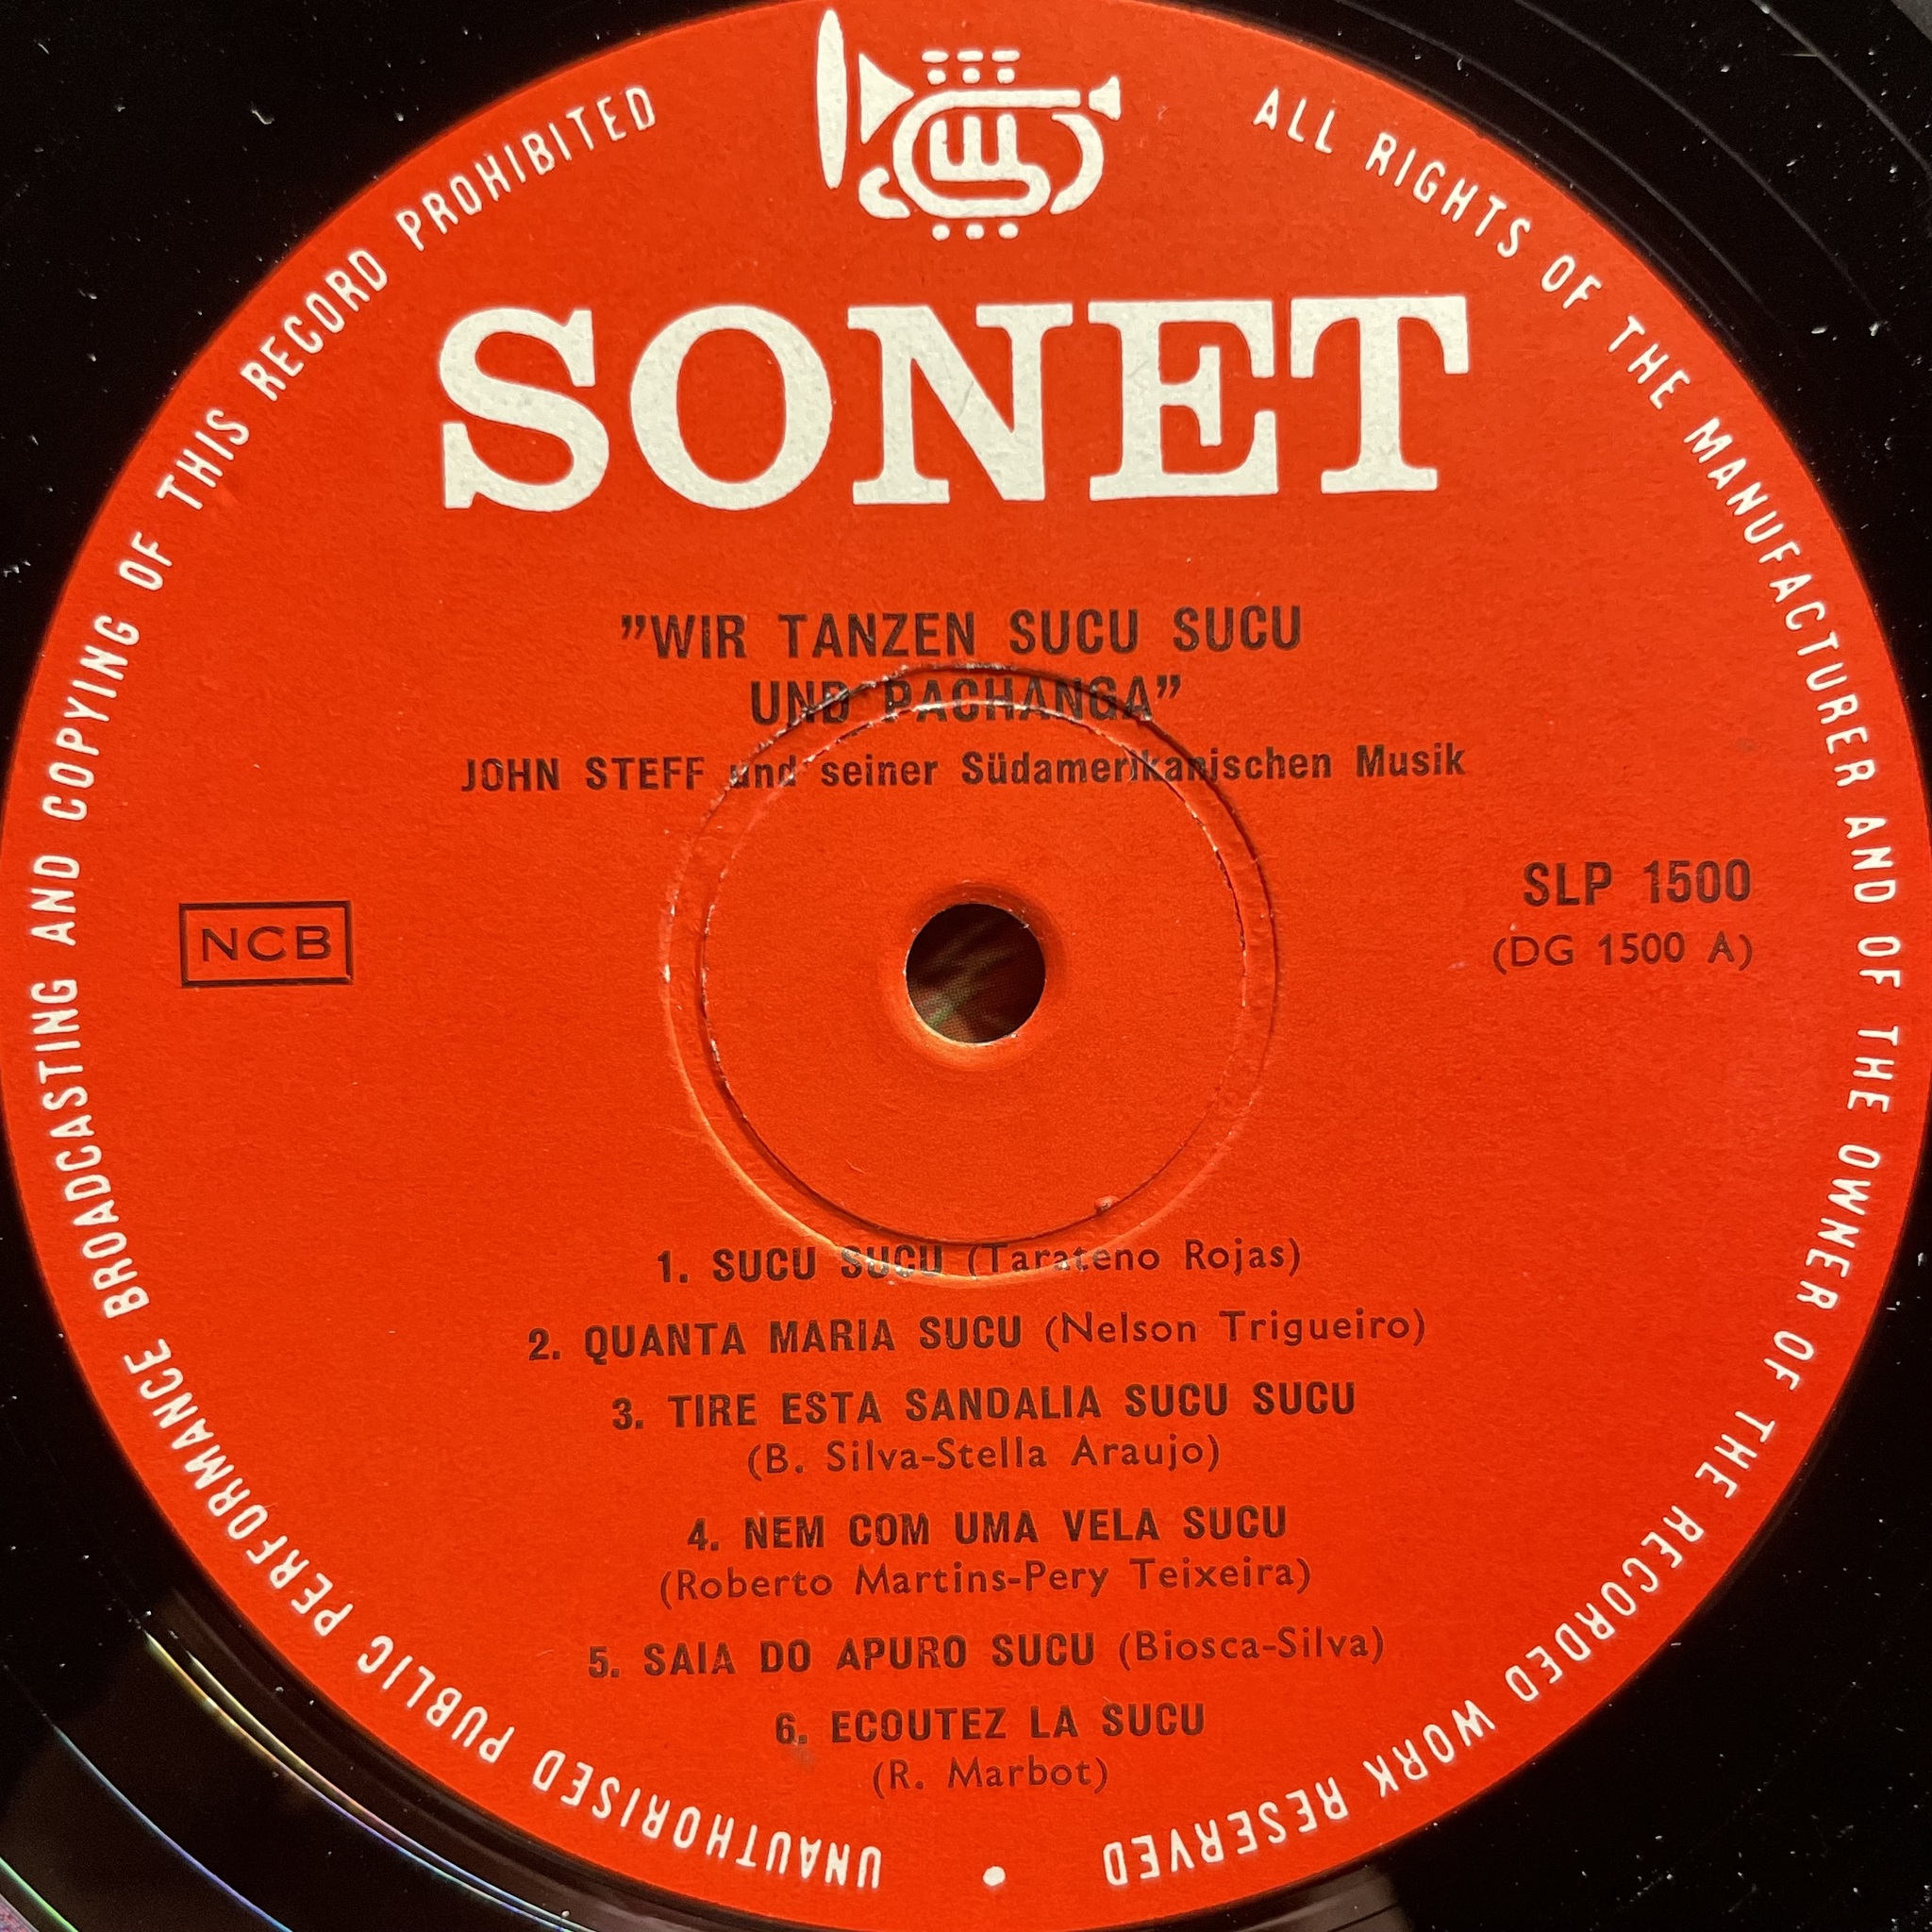 ALL RIGHTS OF THE MANUFACTURER AND OF THE OWNER OF THE RECORDED WORK RESERVED
•
UNAUTHORISED PUBLIC PERFORMANCE BROADCASTING AND COPYING OF THIS RECORD PROHIBITED
SONET
”WIR TANZEN SUCU SUCU
UND PACHANGA”
JOHN STEFF und seiner Südamerikanischen Musik
NCB
SLP 1500
(DG 1500 A)
1. SUCU SUCU (Tarateno Rojas)
2. QUANTA MARIA SUCU (Nelson Trigueiro)
3. TIRE ESTA SANDALIA SUCU SUCU
(B. Silva-Stella Araujo)
4. NEM COM UMA VELA SUCU
(Roberto Martins-Pery Teixeira)
5. SAIA DO APURO SUCU (Biosca-Silva)
6. ECOUTEZ LA SUCU
(R. Marbot)